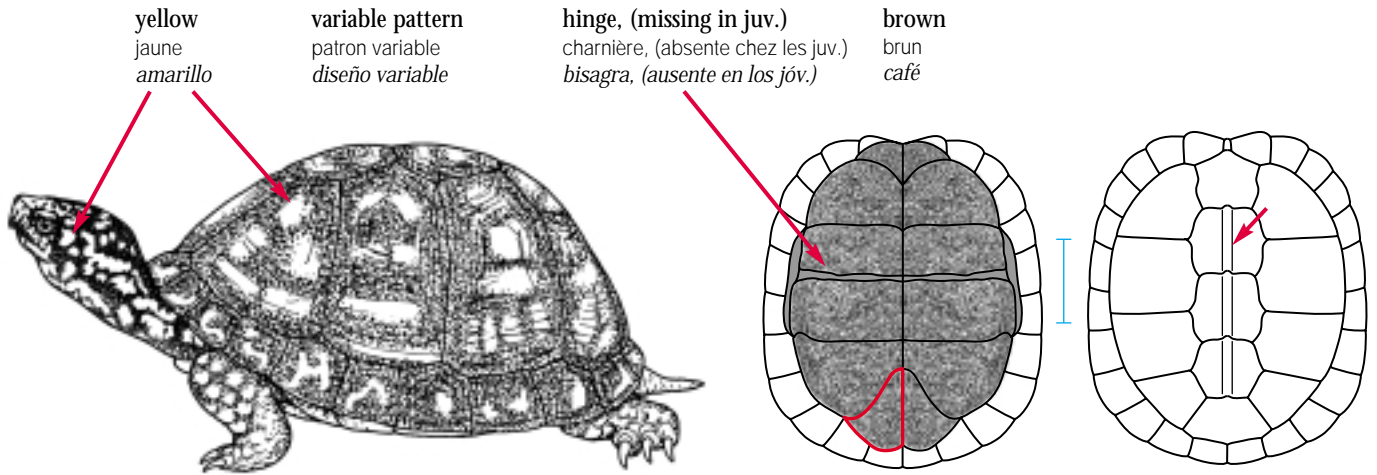 yellow
jaune
amarillo
variable pattern
patron variable
diseño variable
hinge, (missing in juv.)
charnière, (absente chez les juv.)
bisagra, (ausente en los jóv.)
brown
brun
café